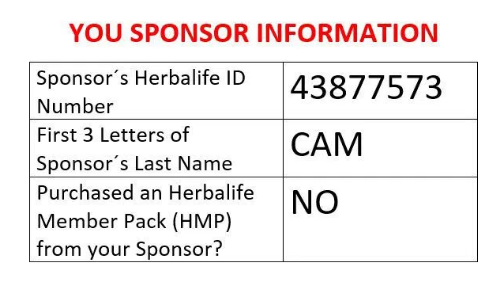 YOU SPONSOR INFORMATION
Sponsor´s Herbalife ID
Number
43877573
First 3 Letters of
Sponsor´s Last Name
CAM
Purchased an Herbalife
Member Pack (HMP)
from your Sponsor?
NO